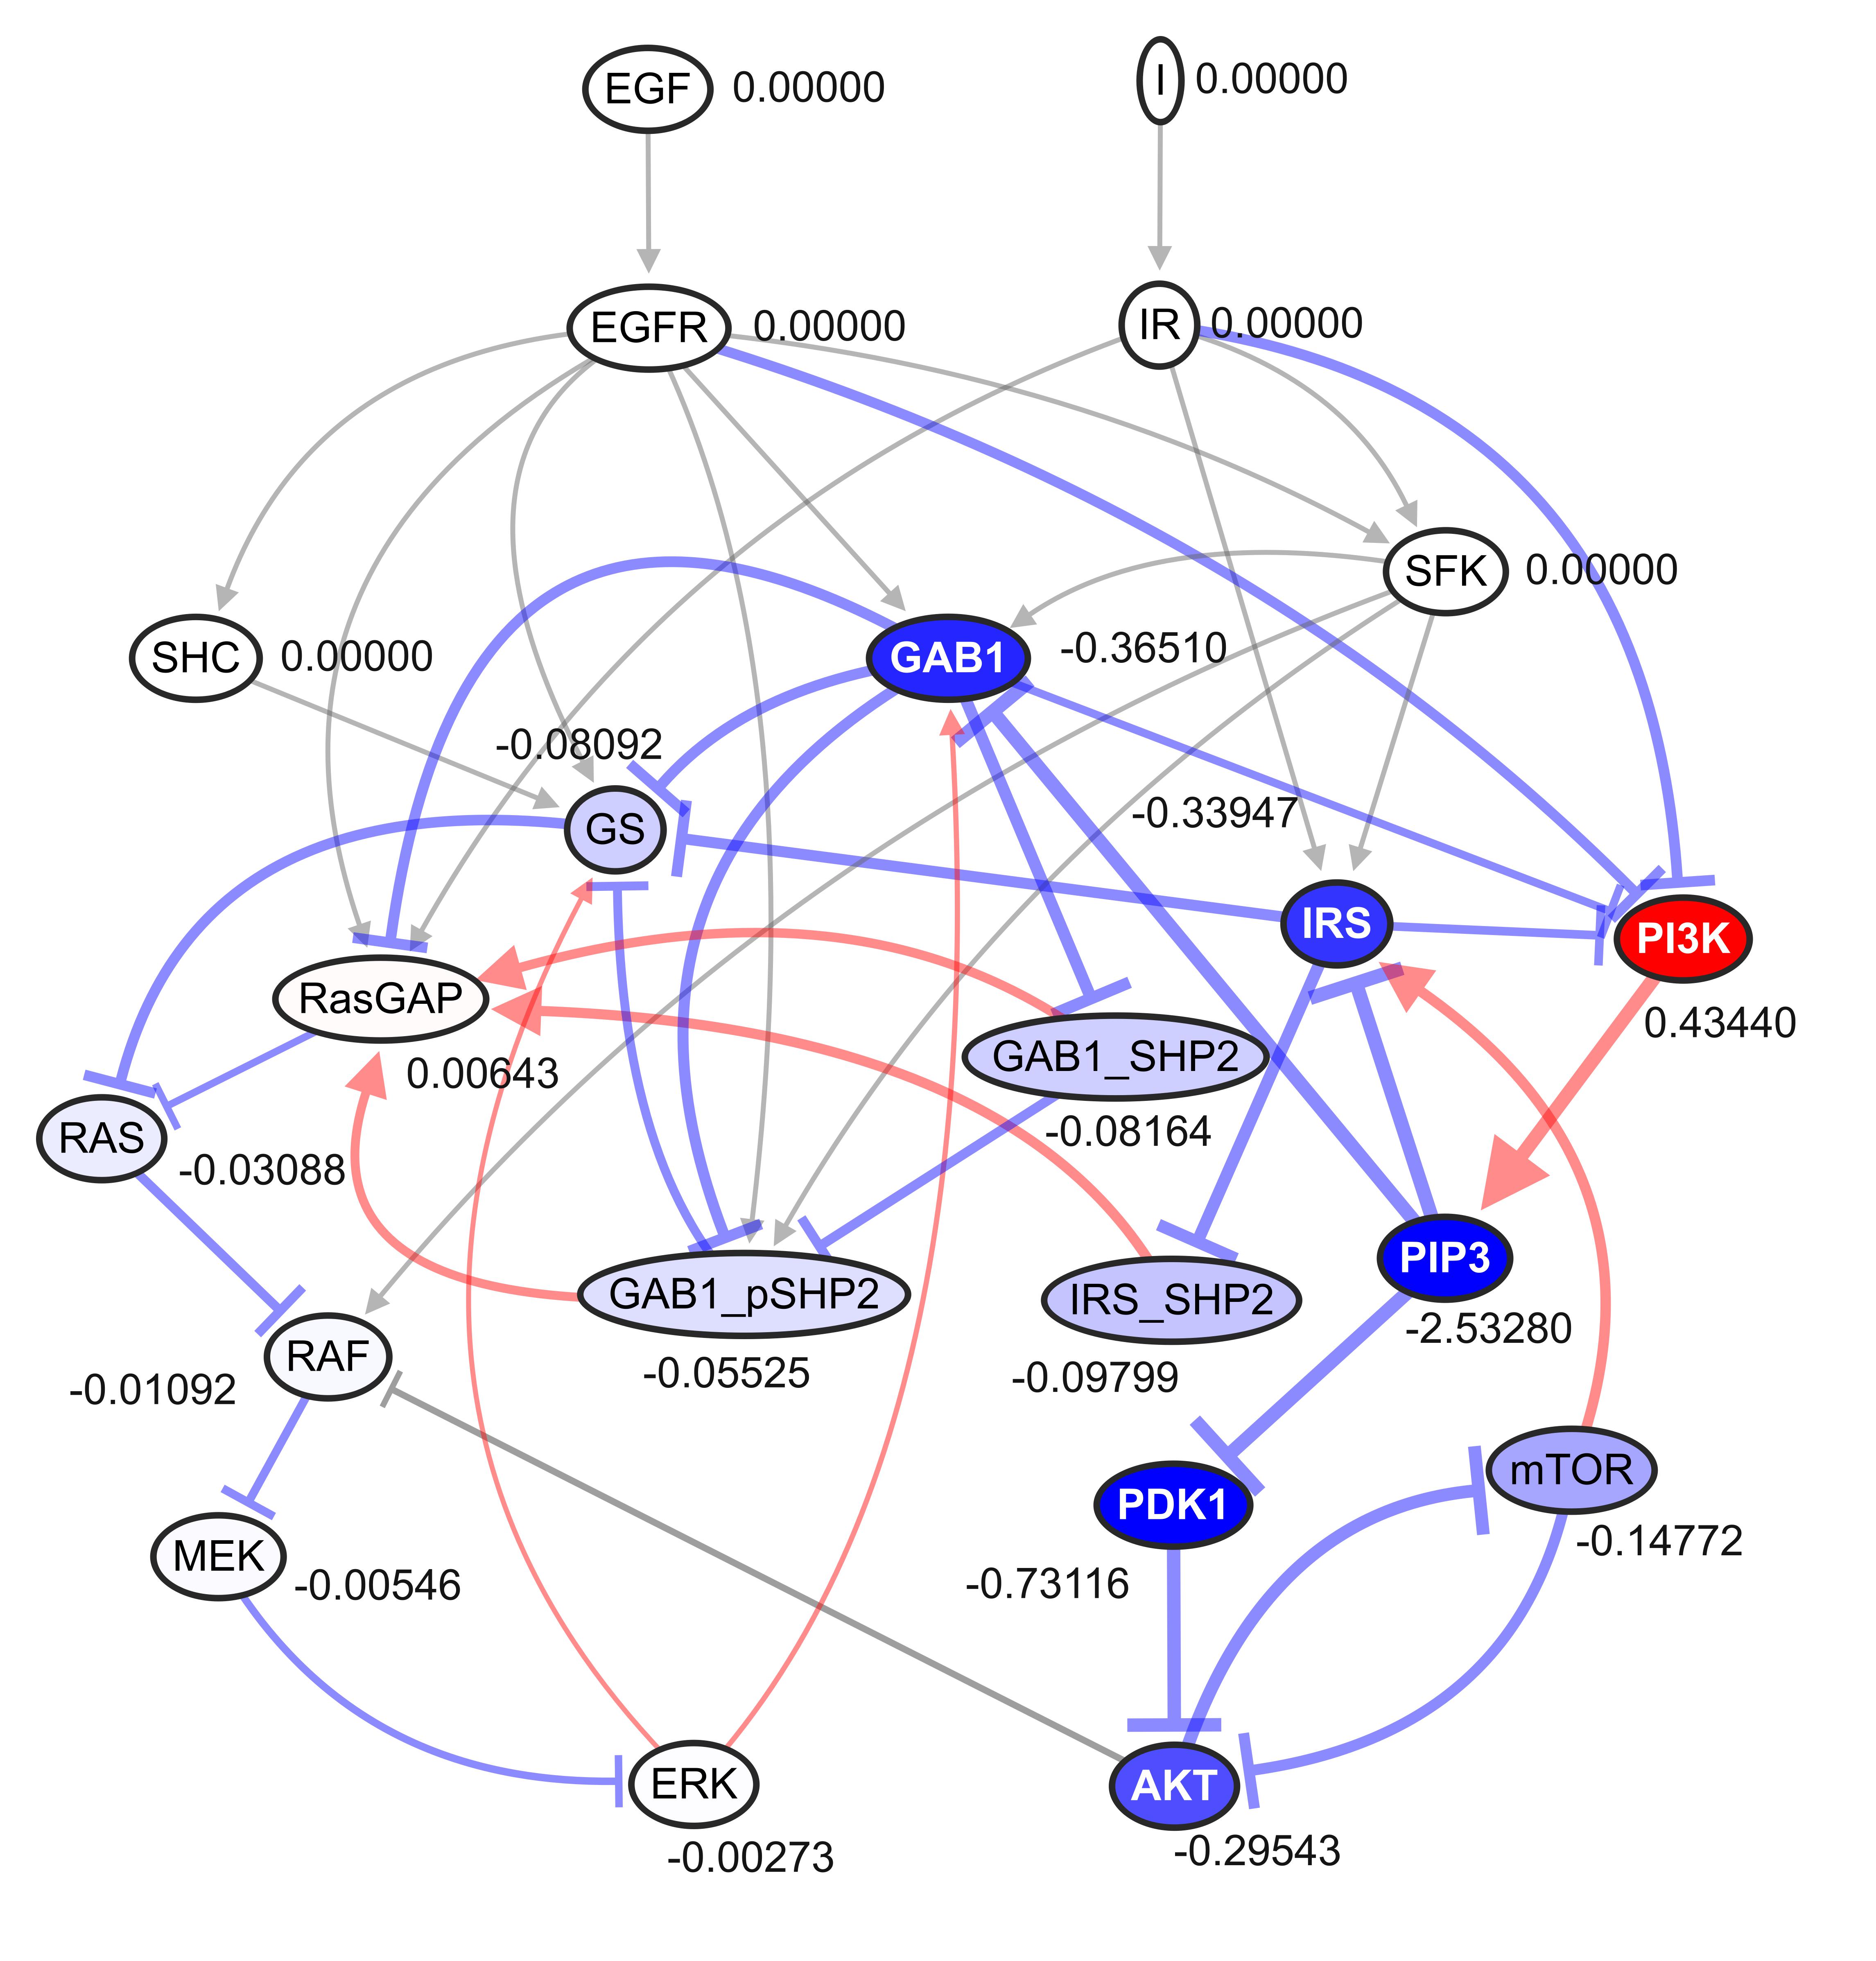 EGF 0.00000
I 0.00000
EGFR 0.00000
IR 0.00000
SFK 0.00000
SHC 0.00000
GAB1 -0.36510
-0.08092
GS
-0.33947
IRS
PI3K
0.43440
RasGAP
0.00643
GAB1_SHP2
-0.08164
RAS
-0.03088
PIP3
-2.53280
GAB1_pSHP2
-0.05525
IRS_SHP2
-0.09799
RAF
-0.01092
mTOR
-0.14772
PDK1
-0.73116
MEK
-0.00546
ERK
-0.00273
AKT
-0.29543